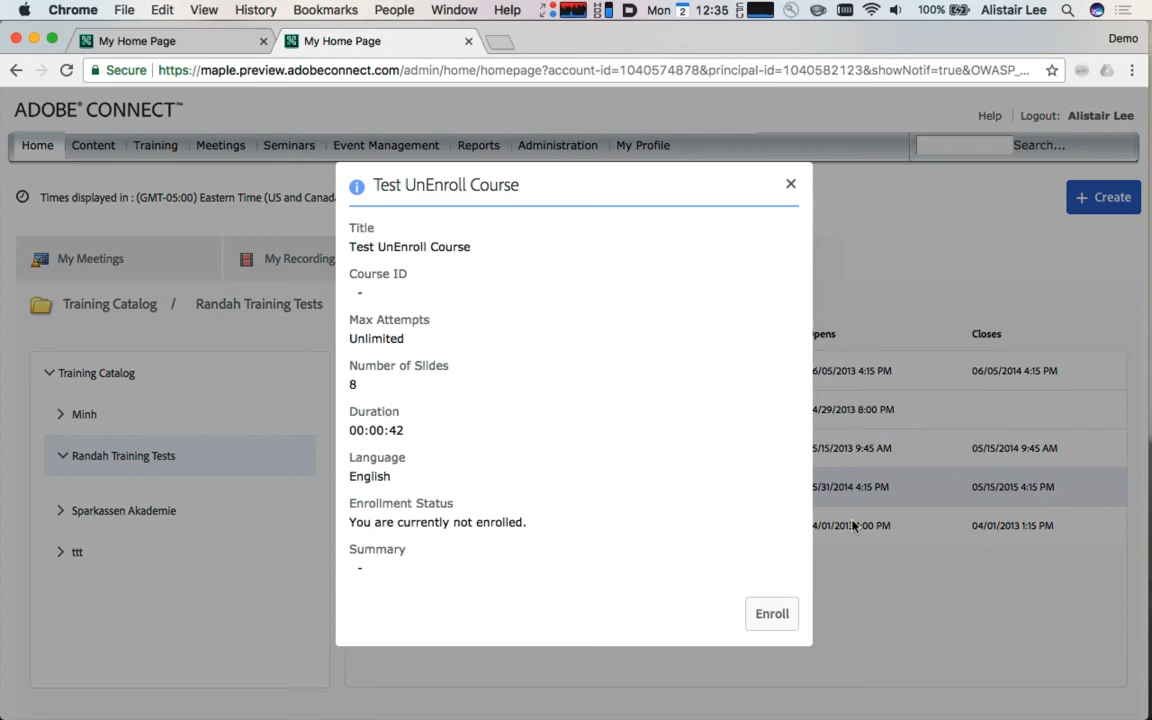 Chrome File Edit View History Bookmarks People Window Help Mon 2 12:35 100% Alistair Lee
My Home Page My Home Page Demo
Secure https://maple.preview.adobeconnect.com/admin/home/homepage?account-id=1040574878&principal-id=1040582123&showNotif=true&OWASP_...
ADOBE® CONNECT™
Help Logout: Alistair Lee
Home Content Training Meetings Seminars Event Management Reports Administration My Profile Search...
Times displayed in : (GMT-05:00) Eastern Time (US and Canada
+ Create
My Meetings My Recording
Training Catalog / Randah Training Tests
Test UnEnroll Course
Title
Test UnEnroll Course
Course ID
-
Max Attempts
Unlimited
Number of Slides
8
Duration
00:00:42
Language
English
Enrollment Status
You are currently not enrolled.
Summary
-
Enroll
Training Catalog
Minh
Randah Training Tests
Sparkassen Akademie
ttt
pens Closes
6/05/2013 4:15 PM 06/05/2014 4:15 PM
4/29/2013 8:00 PM
5/15/2013 9:45 AM 05/15/2014 9:45 AM
5/31/2014 4:15 PM 05/15/2015 4:15 PM
04/01/2013 1:15 PM